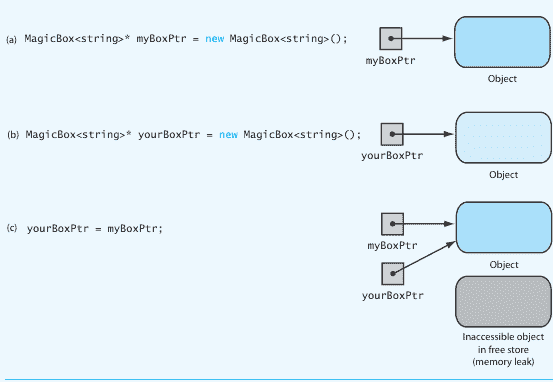 (a) MagicBox<string>* myBoxPtr = new MagicBox<string>();
myBoxPtr
Object
(b) MagicBox<string>* yourBoxPtr = new MagicBox<string>();
yourBoxPtr
Object
(c) yourBoxPtr = myBoxPtr;
myBoxPtr
Object
yourBoxPtr
Inaccessible object
in free store
(memory leak)